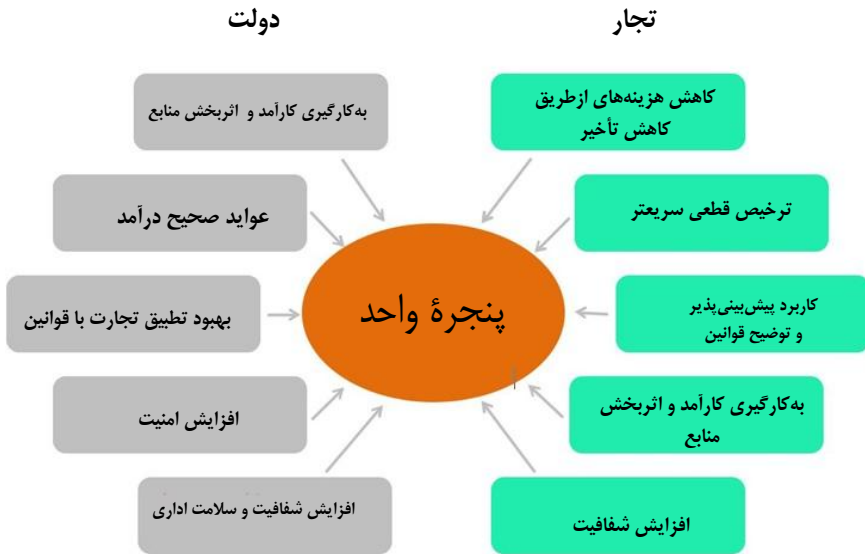 تجار
دولت
کاهش هزینه‌های ازطریق
کاهش تأخیر
به‌کارگیری کارآمد و اثربخش منابع
ترخیص قطعی سریعتر
عواید صحیح درآمد
پنجرهٔ واحد
کاربرد پیش‌بینی‌پذیر
و توضیح قوانین
بهبود تطبیق تجارت با قوانین
به‌کارگیری کارآمد و اثربخش
منابع
افزایش امنیت
افزایش شفافیت
افزایش شفافیت و سلامت اداری